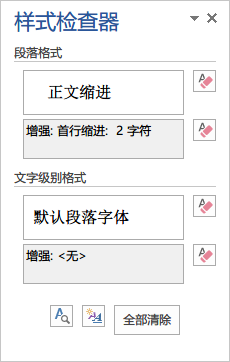 样式检查器
段落格式
正文缩进
增强: 首行缩进:  2 字符
文字级别格式
默认段落字体
增强: <无>
全部清除